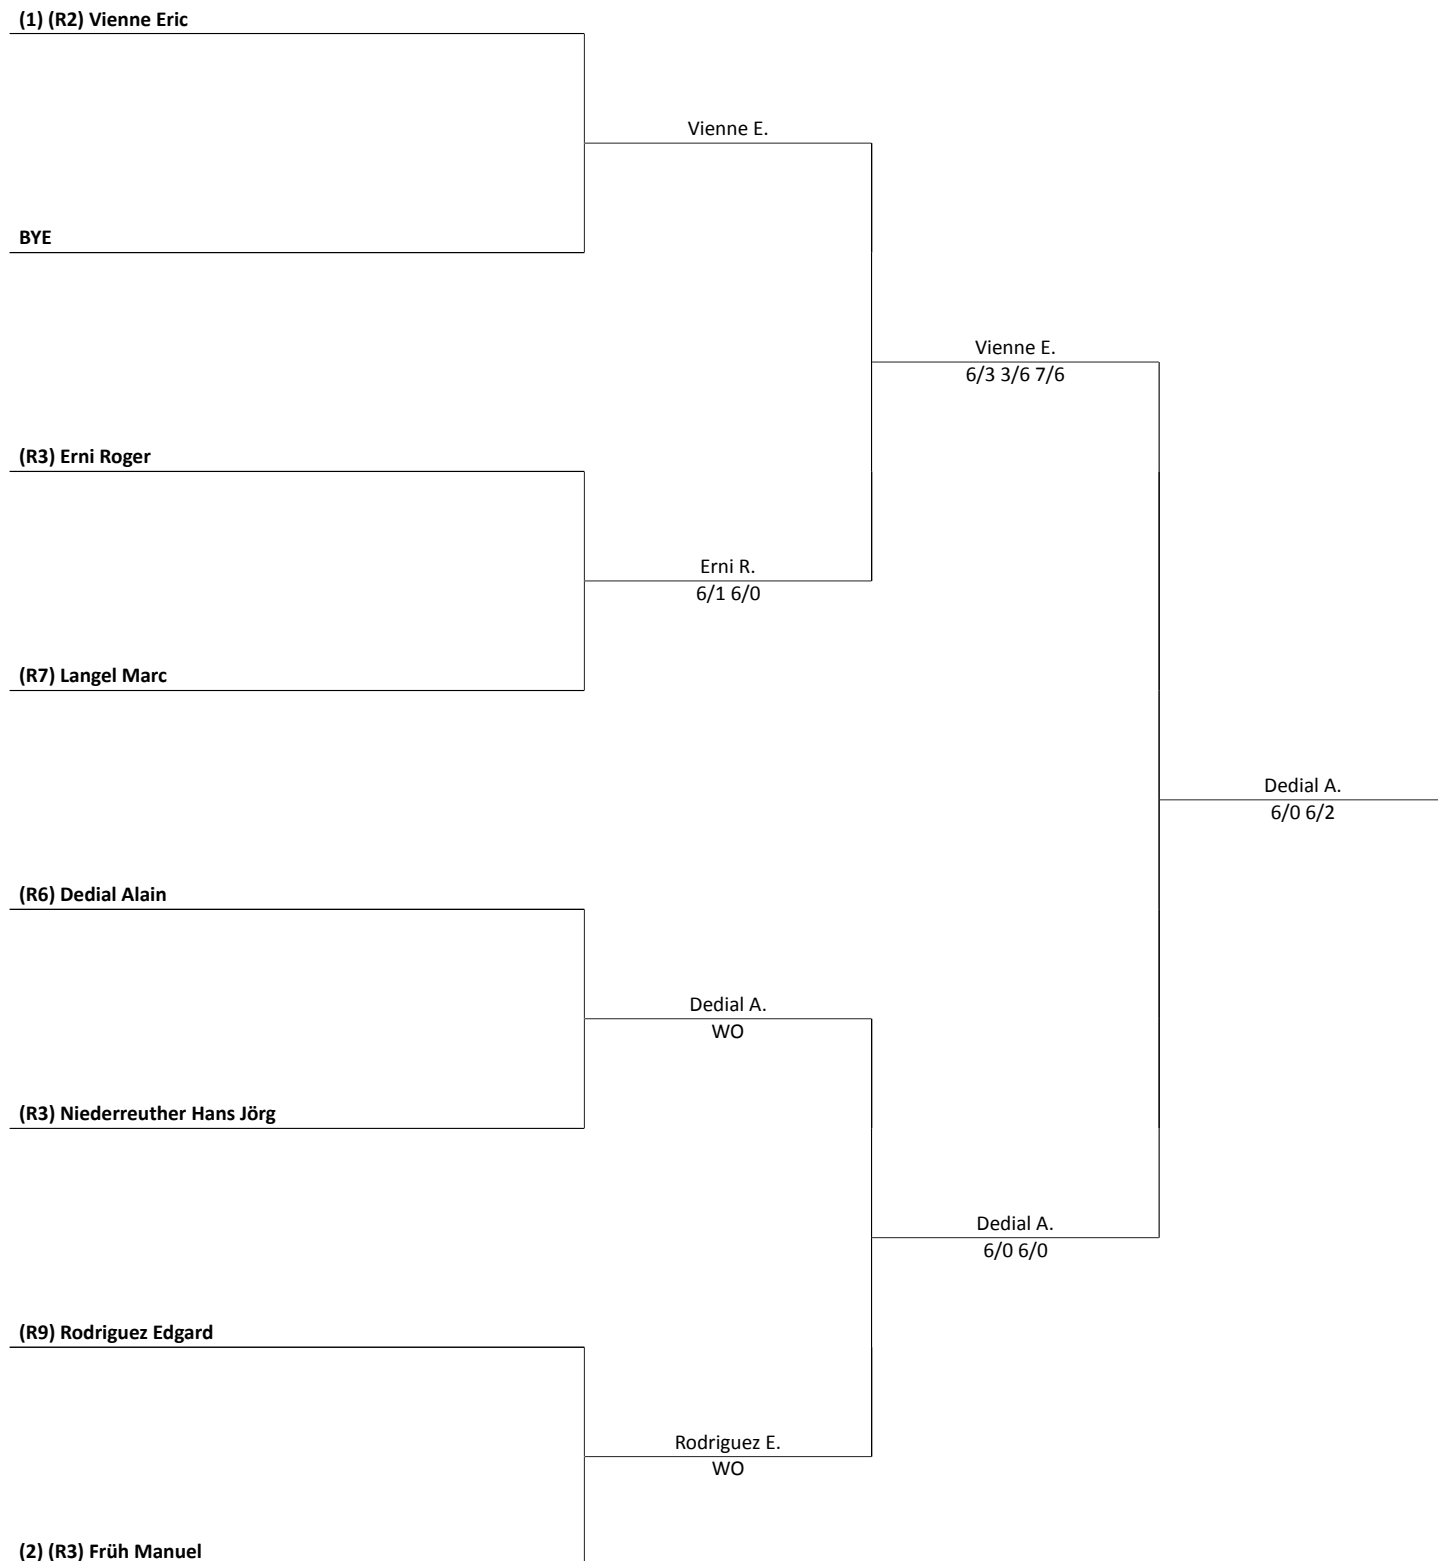 (1) (R2) Vienne Eric
Vienne E.
BYE
Vienne E.
6/3 3/6 7/6
(R3) Erni Roger
Erni R.
6/1 6/0
(R7) Langel Marc
Dedial A.
6/0 6/2
(R6) Dedial Alain
Dedial A.
WO
(R3) Niederreuther Hans Jörg
Dedial A.
6/0 6/0
(R9) Rodriguez Edgard
Rodriguez E.
WO
(2) (R3) Früh Manuel